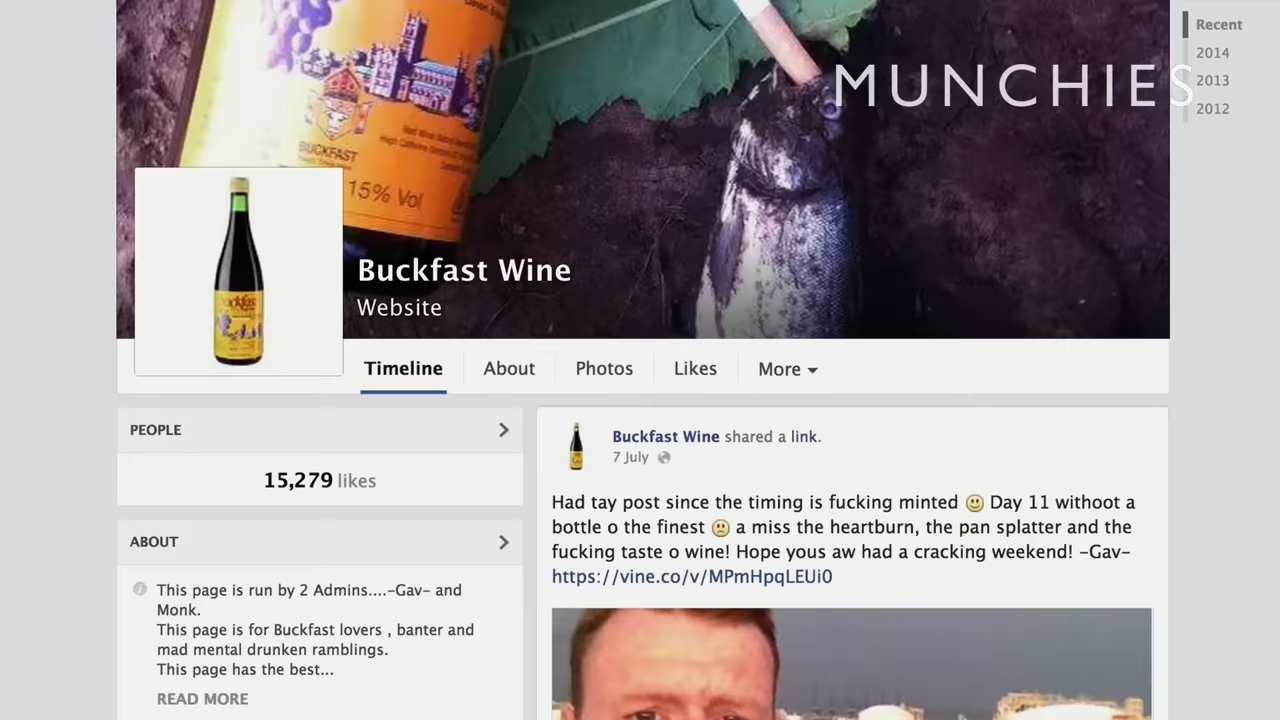 MUNCHIES
Recent
2014
2013
2012
BUCKFAST
15% Vol
Buckfast Wine
Website
Timeline
About
Photos
Likes
More
PEOPLE
15,279 likes
ABOUT
This page is run by 2 Admins....-Gav- and
Monk.
This page is for Buckfast lovers , banter and
mad mental drunken ramblings.
This page has the best...
READ MORE
Buckfast Wine shared a link.
7 July
Had tay post since the timing is fucking minted Day 11 withoot a
bottle o the finest a miss the heartburn, the pan splatter and the
fucking taste o wine! Hope yous aw had a cracking weekend! -Gav-
https://vine.co/v/MPmHpqLEUi0